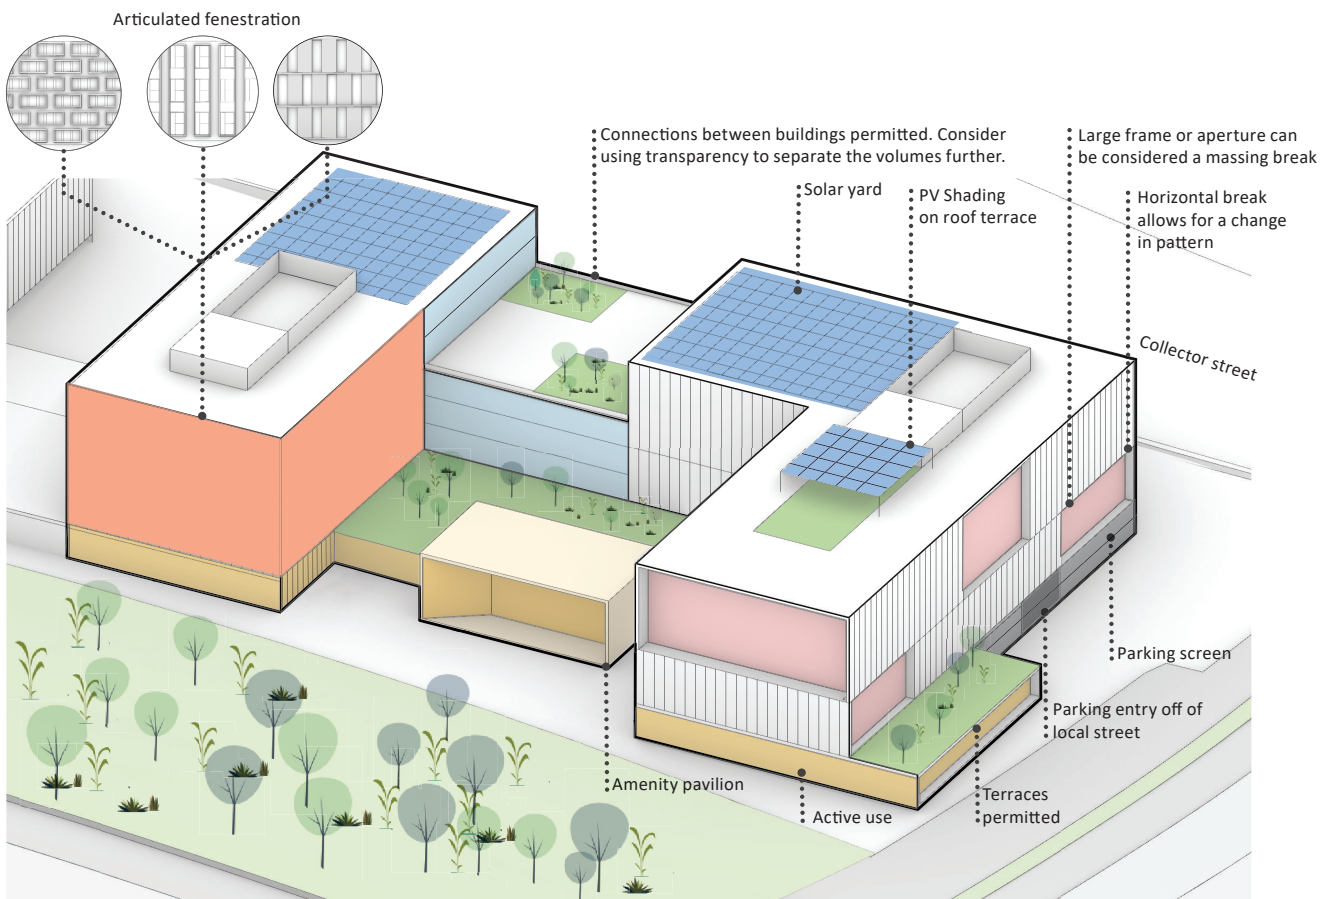 Articulated fenestration
Connections between buildings permitted. Consider
using transparency to separate the volumes further.
Large frame or aperture can
be considered a massing break
Solar yard
PV Shading
on roof terrace
Horizontal break
allows for a change
in pattern
Collector street
Parking screen
Parking entry off of
local street
Amenity pavilion
Terraces
permitted
Active use